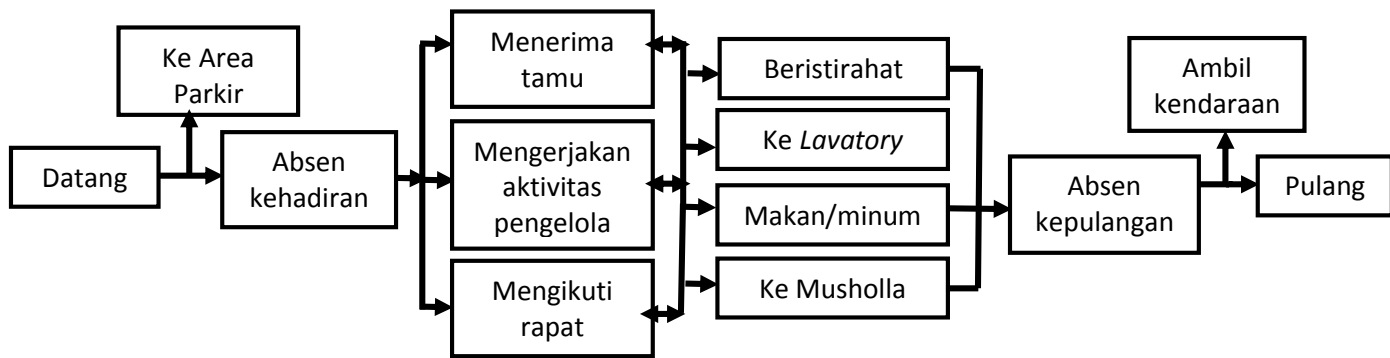 Datang
Ke Area
Parkir
Absen
kehadiran
Menerima
tamu
Mengerjakan
aktivitas
pengelola
Mengikuti
rapat
Beristirahat
Ke Lavatory
Makan/minum
Ke Musholla
Absen
kepulangan
Ambil
kendaraan
Pulang